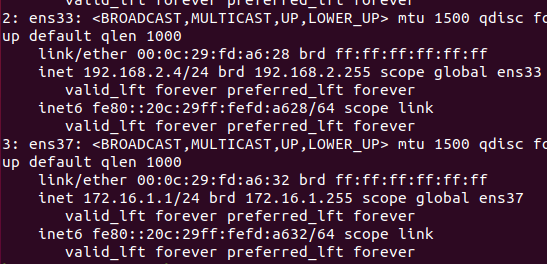 2: ens33: <BROADCAST,MULTICAST,UP,LOWER_UP> mtu 1500 qdisc fo
up default qlen 1000
link/ether 00:0c:29:fd:a6:28 brd ff:ff:ff:ff:ff:ff
inet 192.168.2.4/24 brd 192.168.2.255 scope global ens33
valid_lft forever preferred_lft forever
inet6 fe80::20c:29ff:fefd:a628/64 scope link
valid_lft forever preferred_lft forever
3: ens37: <BROADCAST,MULTICAST,UP,LOWER_UP> mtu 1500 qdisc fo
up default qlen 1000
link/ether 00:0c:29:fd:a6:32 brd ff:ff:ff:ff:ff:ff
inet 172.16.1.1/24 brd 172.16.1.255 scope global ens37
valid_lft forever preferred_lft forever
inet6 fe80::20c:29ff:fefd:a632/64 scope link
valid_lft forever preferred_lft forever